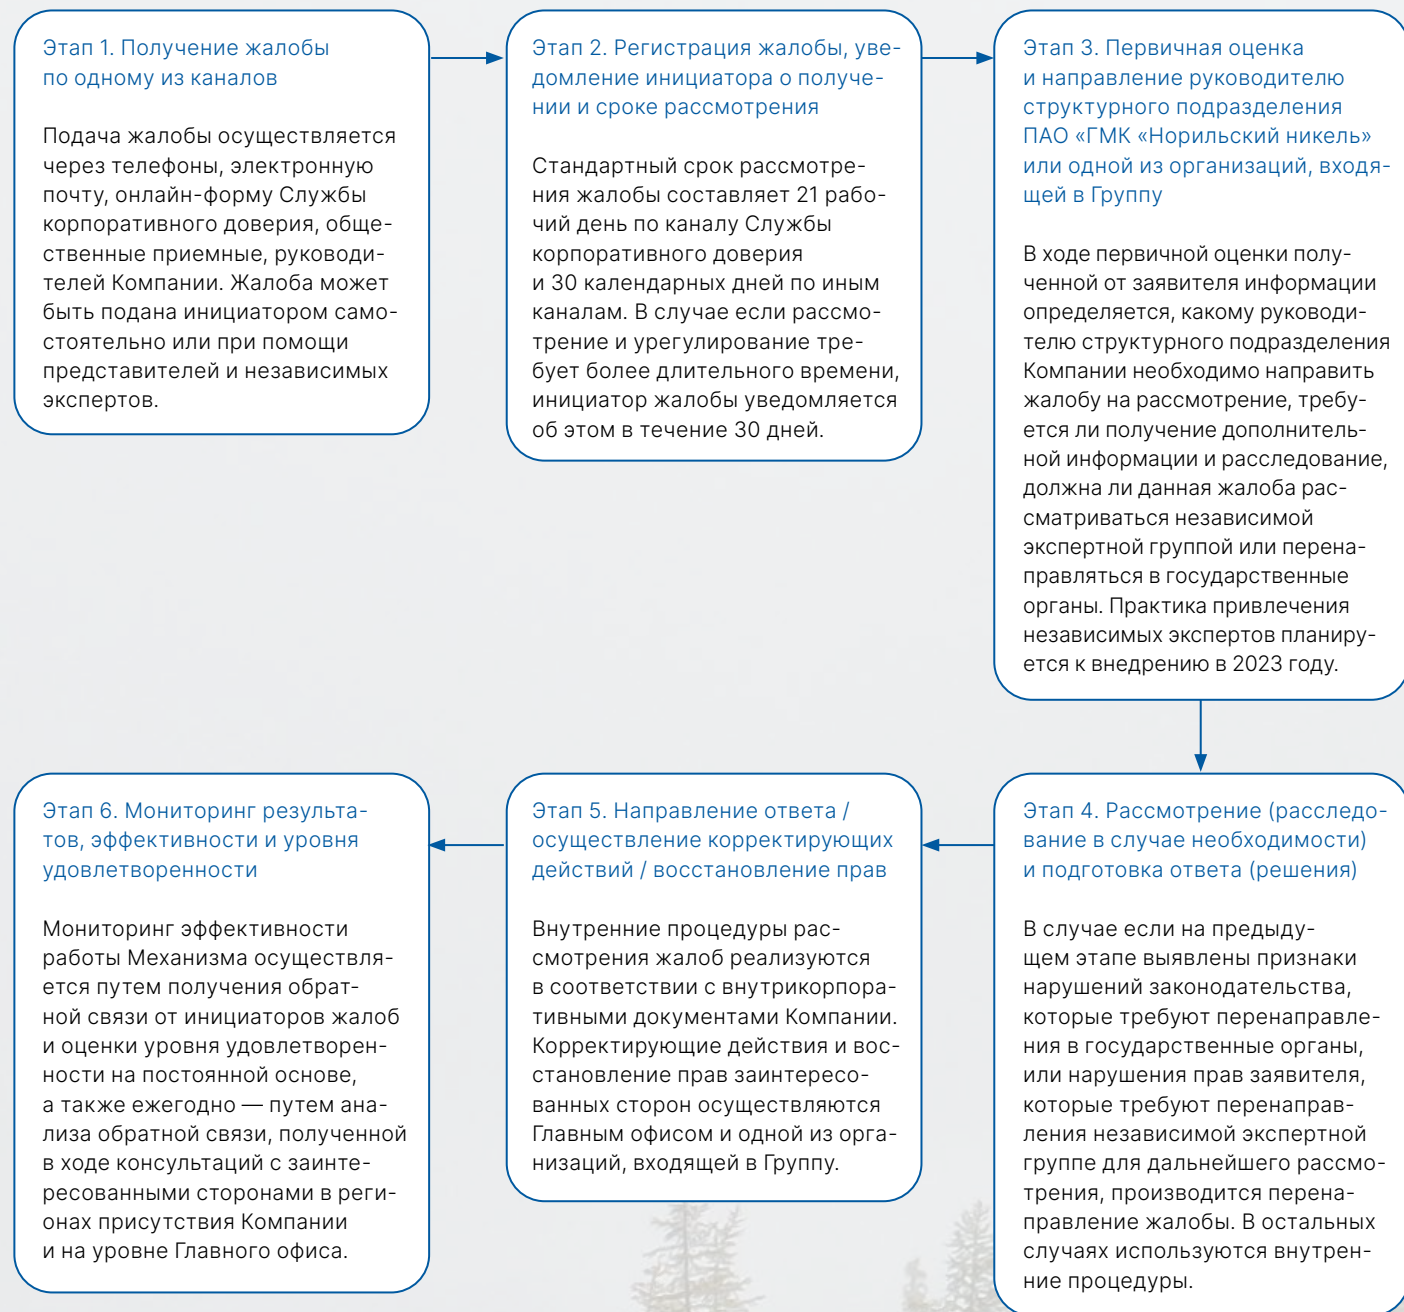 Этап 1. Получение жалобы
по одному из каналов
Подача жалобы осуществляется
через телефоны, электронную
почту, онлайн-форму Службы
корпоративного доверия, обще-
ственные приемные, руководи-
телей Компании. Жалоба может
быть подана инициатором само-
стоятельно или при помощи
представителей и независимых
экспертов.
Этап 2. Регистрация жалобы, уве-
домление инициатора о получе-
нии и сроке рассмотрения
Стандартный срок рассмотре-
ния жалобы составляет 21 рабо-
чий день по каналу Службы
корпоративного доверия
и 30 календарных дней по иным
каналам. В случае если рассмо-
трение и урегулирование тре-
бует более длительного времени,
инициатор жалобы уведомляется
об этом в течение 30 дней.
Этап 3. Первичная оценка
и направление руководителю
структурного подразделения
ПАО «ГМК «Норильский никель»
или одной из организаций, входя-
щей в Группу
В ходе первичной оценки полу-
ченной от заявителя информации
определяется, какому руководи-
телю структурного подразделения
Компании необходимо направить
жалобу на рассмотрение, требу-
ется ли получение дополнитель-
ной информации и расследование,
должна ли данная жалоба рас-
сматриваться независимой
экспертной группой или перена-
правляться в государственные
органы. Практика привлечения
независимых экспертов планиру-
ется к внедрению в 2023 году.
Этап 4. Рассмотрение (расследо-
вание в случае необходимости)
и подготовка ответа (решения)
В случае если на предыду-
щем этапе выявлены признаки
нарушений законодательства,
которые требуют перенаправле-
ния в государственные органы,
или нарушения прав заявителя,
которые требуют перенаправ-
ления независимой экспертной
группе для дальнейшего рассмо-
трения, производится перена-
правление жалобы. В остальных
случаях используются внутрен-
ние процедуры.
Этап 5. Направление ответа /
осуществление корректирующих
действий / восстановление прав
Внутренние процедуры рас-
смотрения жалоб реализуются
в соответствии с внутрикорпора-
тивными документами Компании.
Корректирующие действия и вос-
становление прав заинтересо-
ванных сторон осуществляются
Главным офисом и одной из орга-
низаций, входящей в Группу.
Этап 6. Мониторинг результа-
тов, эффективности и уровня
удовлетворенности
Мониторинг эффективности
работы Механизма осуществля-
ется путем получения обрат-
ной связи от инициаторов жалоб
и оценки уровня удовлетворен-
ности на постоянной основе,
а также ежегодно — путем ана-
лиза обратной связи, полученной
в ходе консультаций с заинте-
ресованными сторонами в реги-
онах присутствия Компании
и на уровне Главного офиса.